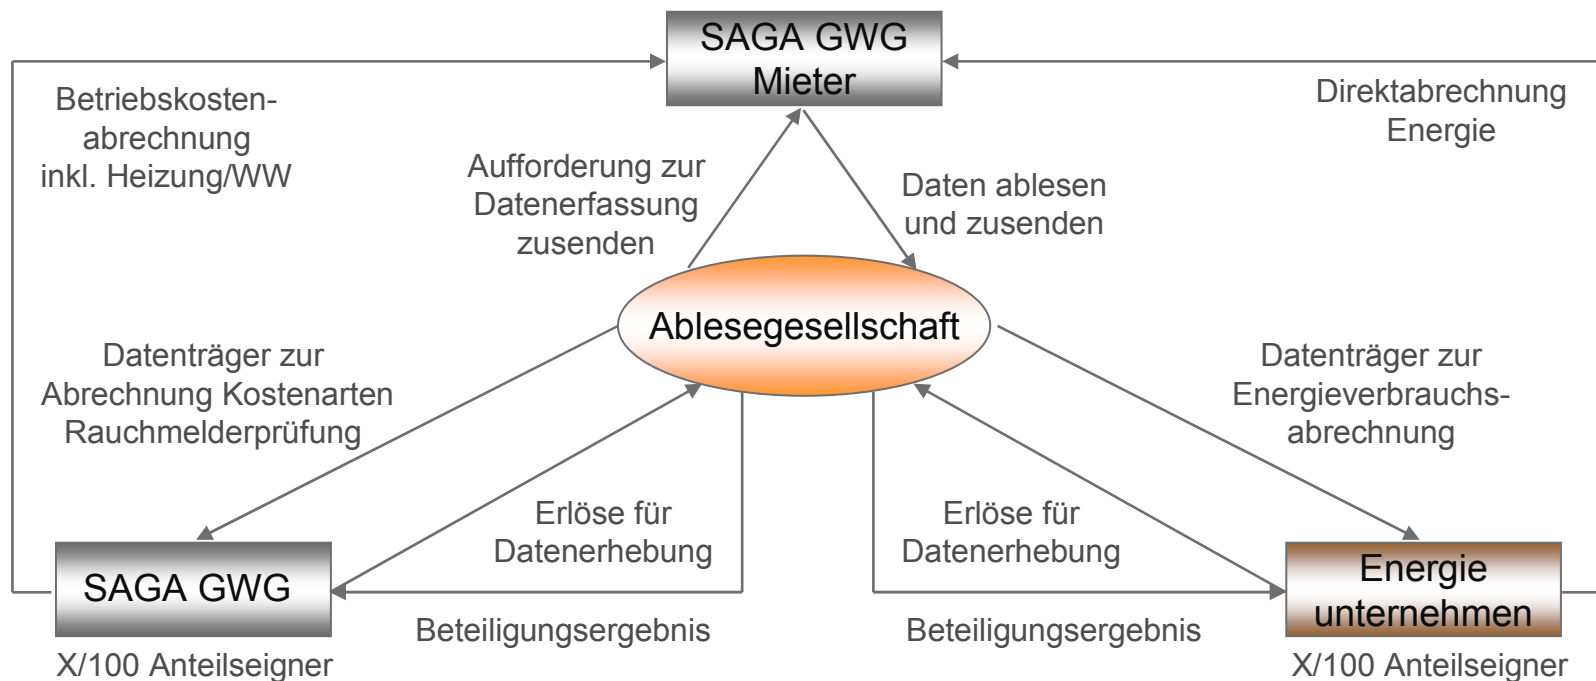 SAGA GWG
Mieter
Betriebskosten-
abrechnung
inkl. Heizung/WW
Direktabrechnung
Energie
Aufforderung zur
Datenerfassung
zusenden
Daten ablesen
und zusenden
Ablesegesellschaft
Datenträger zur
Abrechnung Kostenarten
Rauchmelderprüfung
Datenträger zur
Energieverbrauchs-
abrechnung
Erlöse für
Datenerhebung
Erlöse für
Datenerhebung
SAGA GWG
Energie
unternehmen
Beteiligungsergebnis
Beteiligungsergebnis
X/100 Anteilseigner
X/100 Anteilseigner